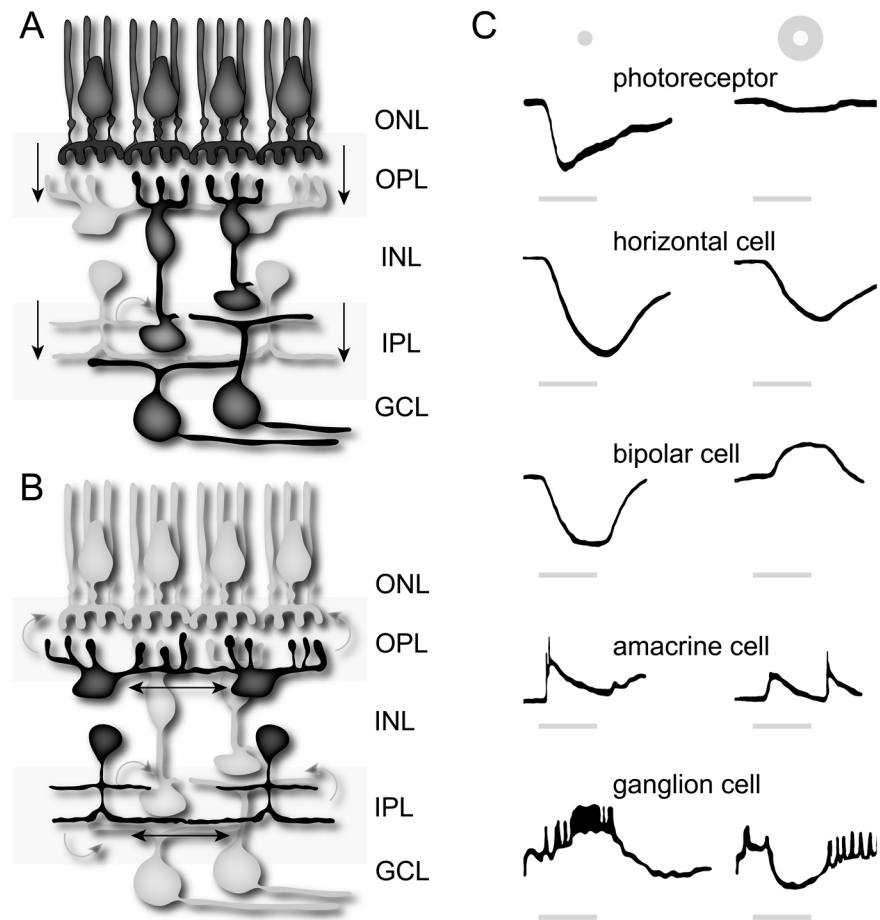 A
ONL
OPL
INL
IPL
GCL
B
ONL
OPL
INL
IPL
GCL
C
photoreceptor
horizontal cell
bipolar cell
amacrine cell
ganglion cell